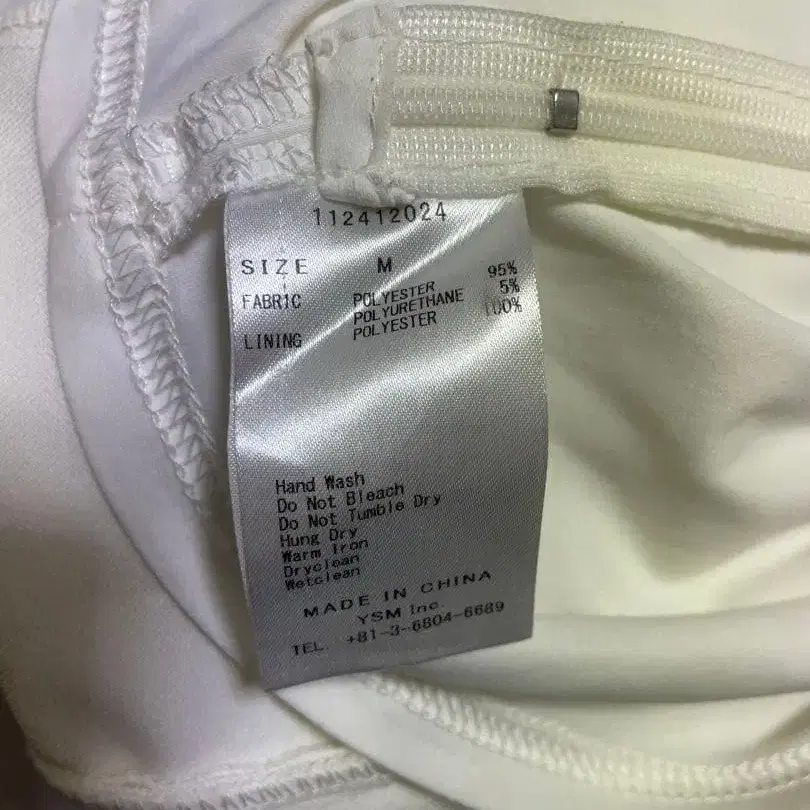 112412024
SIZE M
FABRIC POLYESTER 95%
POLYURETHANE 5%
LINING POLYESTER 100%
Hand Wash
Do Not Bleach
Do Not Tumble Dry
Hung Dry
Warm Iron
Dryclean
Wetclean
MADE IN CHINA
YSM Inc.
TEL. +81-3-6804-6689